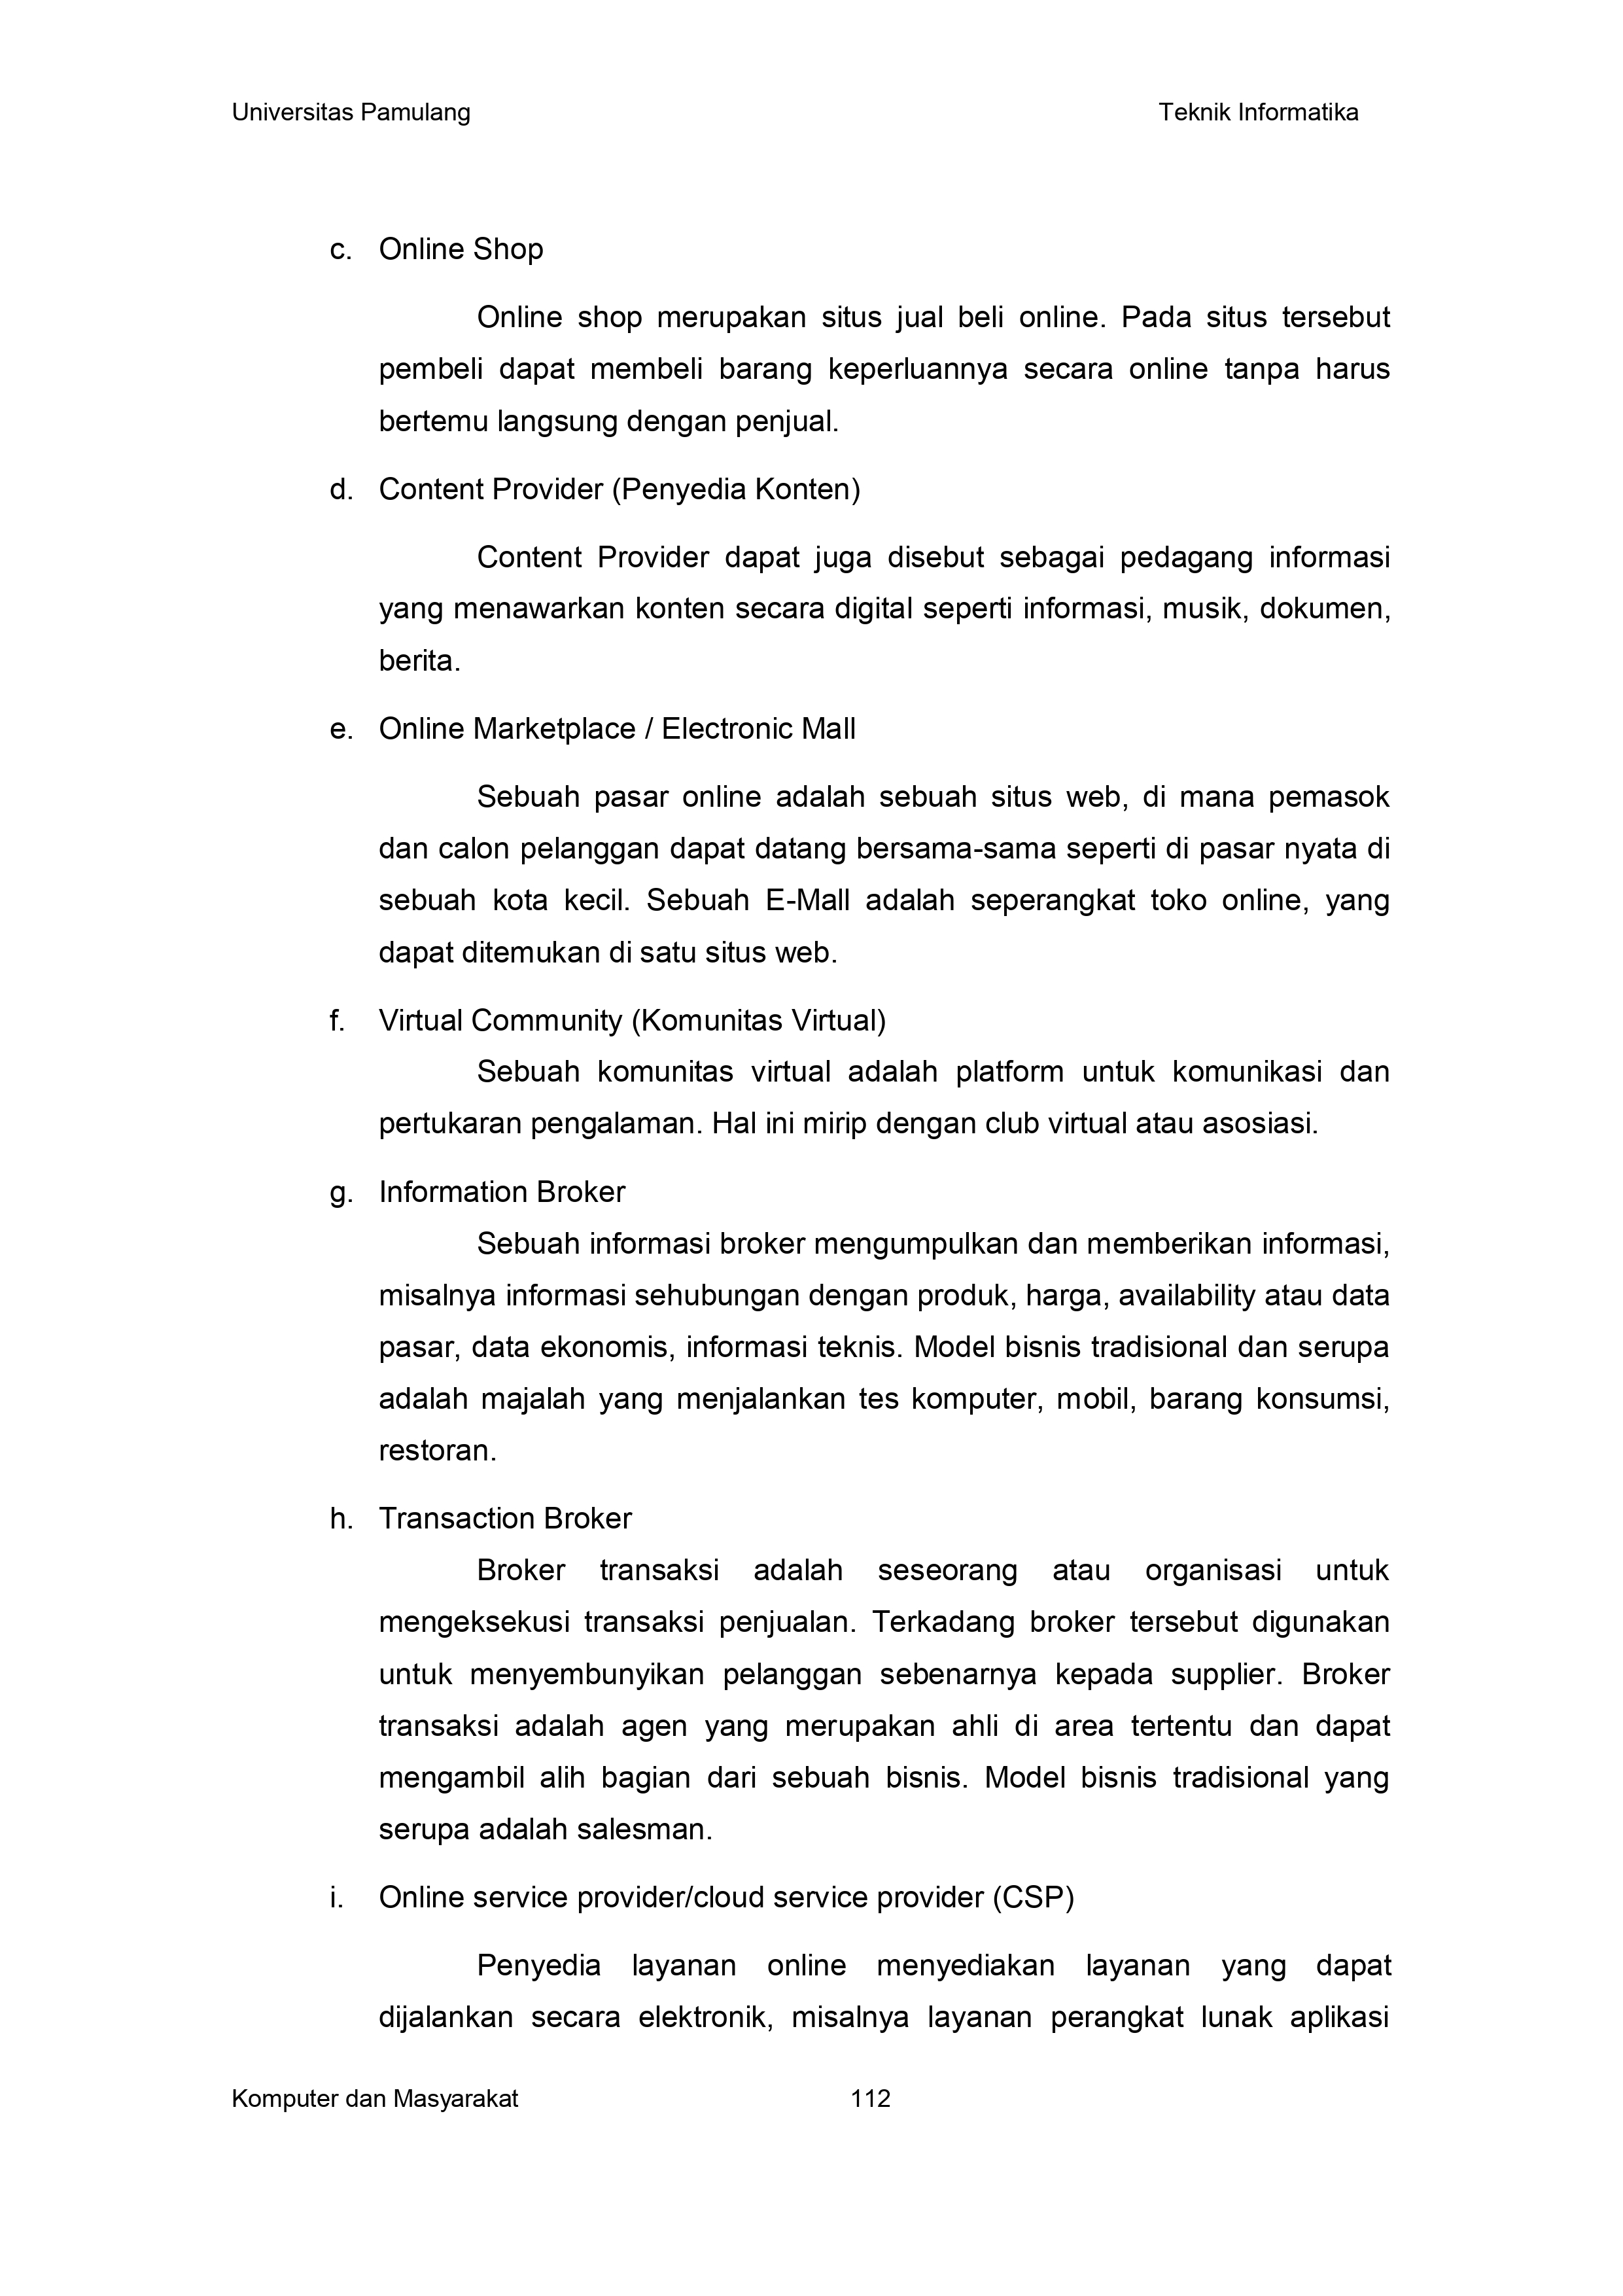 Universitas Pamulang Teknik Informatika
c. Online Shop
Online shop merupakan situs jual beli online. Pada situs tersebut
pembeli dapat membeli barang keperluannya secara online tanpa harus
bertemu langsung dengan penjual.
d. Content Provider (Penyedia Konten)
Content Provider dapat juga disebut sebagai pedagang informasi
yang menawarkan konten secara digital seperti informasi, musik, dokumen,
berita.
e. Online Marketplace / Electronic Mall
Sebuah pasar online adalah sebuah situs web, di mana pemasok
dan calon pelanggan dapat datang bersama-sama seperti di pasar nyata di
sebuah kota kecil. Sebuah E-Mall adalah seperangkat toko online, yang
dapat ditemukan di satu situs web.
f. Virtual Community (Komunitas Virtual)
Sebuah komunitas virtual adalah platform untuk komunikasi dan
pertukaran pengalaman. Hal ini mirip dengan club virtual atau asosiasi.
g. Information Broker
Sebuah informasi broker mengumpulkan dan memberikan informasi,
misalnya informasi sehubungan dengan produk, harga, availability atau data
pasar, data ekonomis, informasi teknis. Model bisnis tradisional dan serupa
adalah majalah yang menjalankan tes komputer, mobil, barang konsumsi,
restoran.
h. Transaction Broker
Broker transaksi adalah seseorang atau organisasi untuk
mengeksekusi transaksi penjualan. Terkadang broker tersebut digunakan
untuk menyembunyikan pelanggan sebenarnya kepada supplier. Broker
transaksi adalah agen yang merupakan ahli di area tertentu dan dapat
mengambil alih bagian dari sebuah bisnis. Model bisnis tradisional yang
serupa adalah salesman.
i. Online service provider/cloud service provider (CSP)
Penyedia layanan online menyediakan layanan yang dapat
dijalankan secara elektronik, misalnya layanan perangkat lunak aplikasi
Komputer dan Masyarakat 112